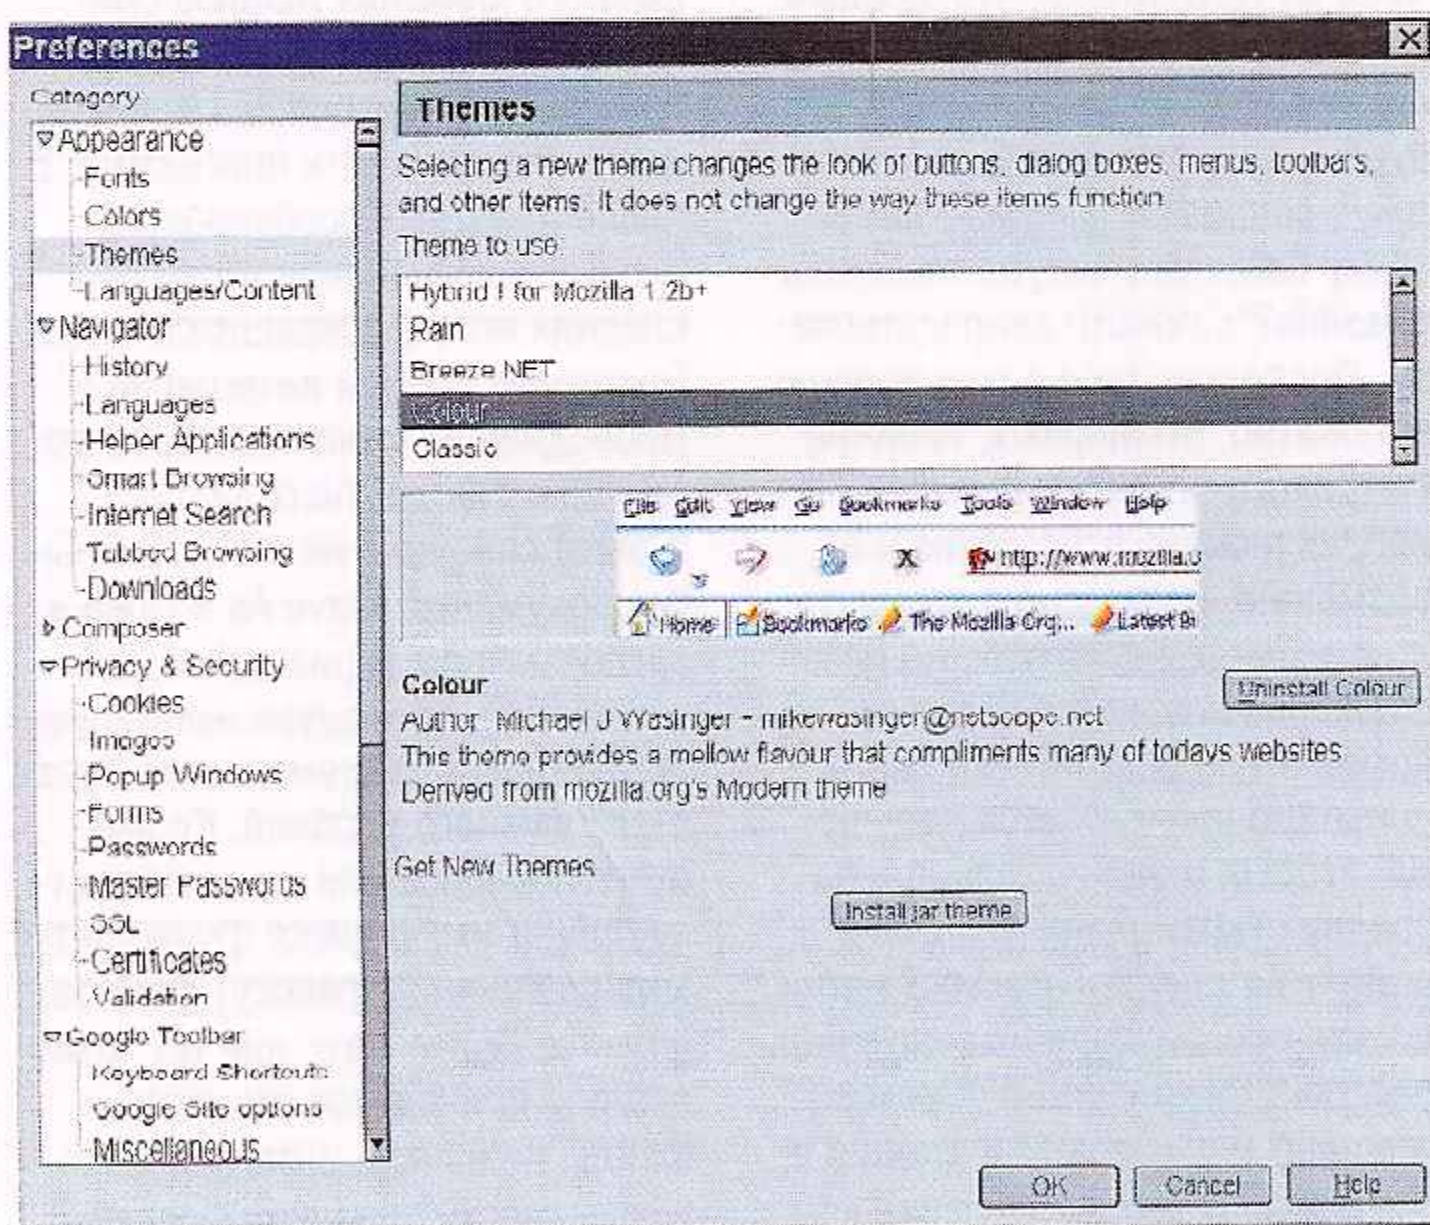 Preferences
Category
Appearance
Fonts
Colors
Themes
Languages/Content
Navigator
History
Languages
Helper Applications
Smart Browsing
Internet Search
Tabbed Browsing
Downloads
Composer
Privacy & Security
Cookies
Images
Popup Windows
Forms
Passwords
Master Passwords
SSL
Certificates
Validation
Google Toolbar
Keyboard Shortcuts
Google Site options
Miscellaneous
Themes
Selecting a new theme changes the look of buttons, dialog boxes, menus, toolbars,
and other items. It does not change the way these items function
Theme to use:
Hybrid I for Mozilla 1.2b+
Rain
Breeze NET
Colour
Classic
File Edit View Go Bookmarks Tools Window Help
X http://www.mozilla.o
Home Bookmarks The Mozilla Org... Latest
Colour
Uninstall Colour
Author: Michael J Wasinger - mikewasinger@netscape.net
This theme provides a mellow flavour that compliments many of todays websites
Derived from mozilla.org's Modern theme
Get New Themes
Install jar theme
OK Cancel Help